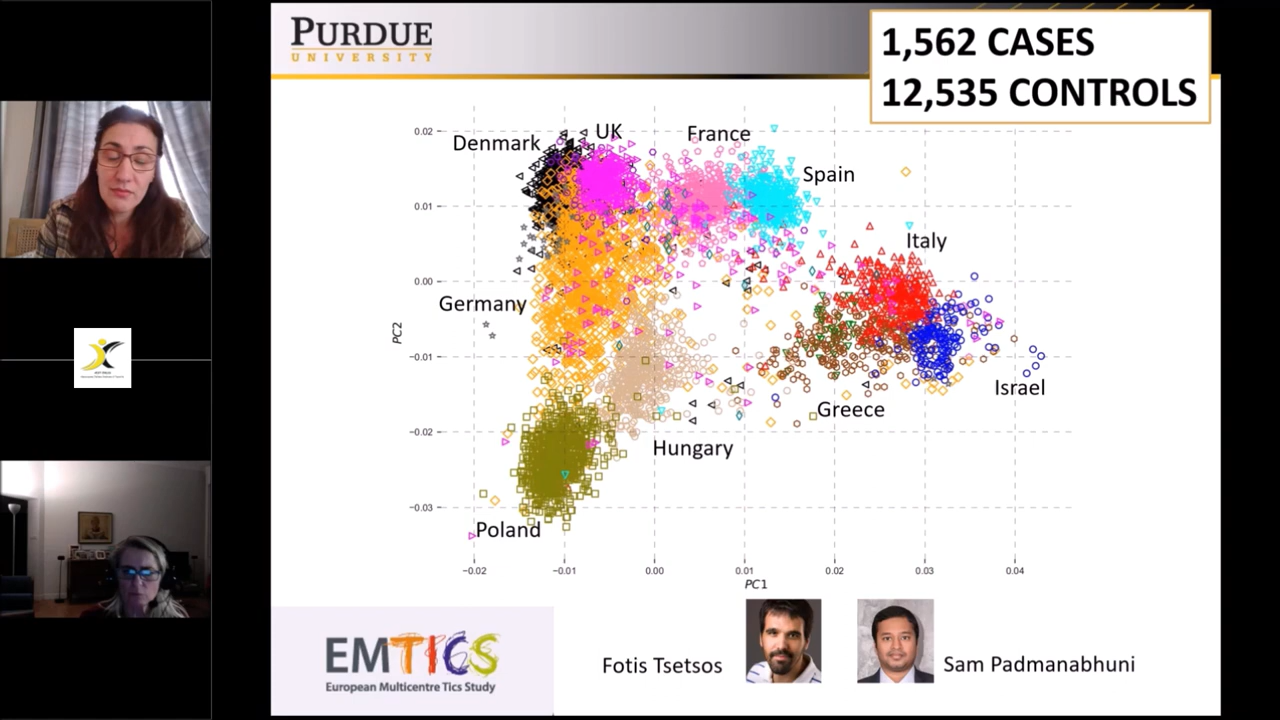 PURDUE
UNIVERSITY
1,562 CASES
12,535 CONTROLS
Denmark
UK
France
Spain
Italy
Germany
Israel
Greece
Hungary
Poland
0.02
0.01
0.00
−0.01
−0.02
−0.03
PC2
−0.02
−0.01
0.00
0.01
0.02
0.03
0.04
PC1
EMTICS
European Multicentre Tics Study
Fotis Tsetsos
Sam Padmanabhuni